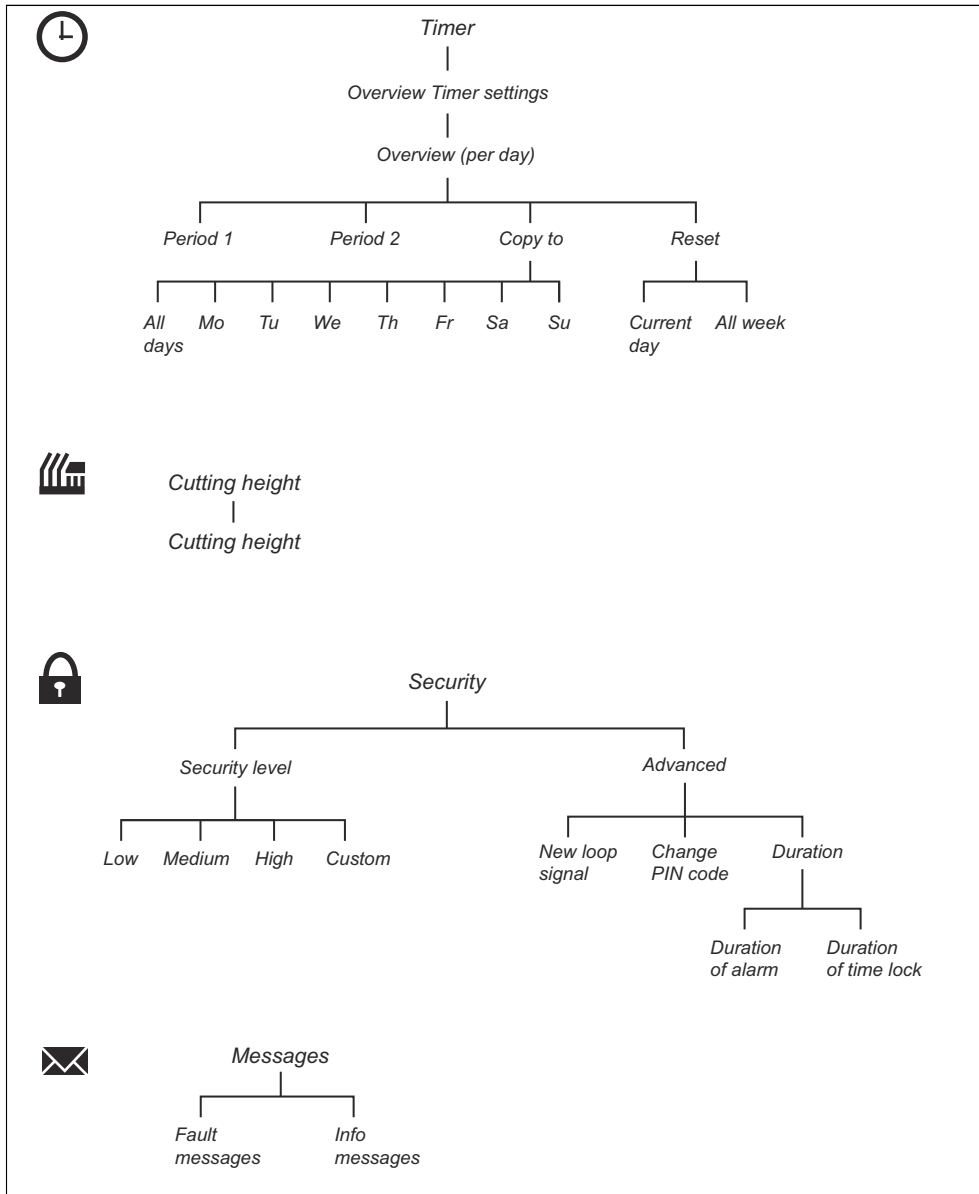 Timer
Overview Timer settings
Overview (per day)
Period 1 Period 2 Copy to Reset
All days Mo Tu We Th Fr Sa Su Current day All week
Cutting height
Cutting height
Security
Security level Advanced
Low Medium High Custom New loop signal Change PIN code Duration
Duration of alarm Duration of time lock
Messages
Fault messages Info messages